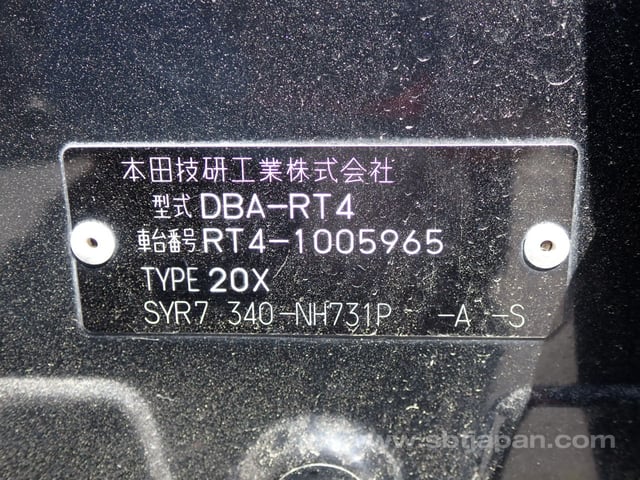 本田技研工業株式会社
型式 DBA-RT4
車台番号 RT4-1005965
TYPE 20X
SYR7 340-NH731P -A -S
www.sbtjapan.com